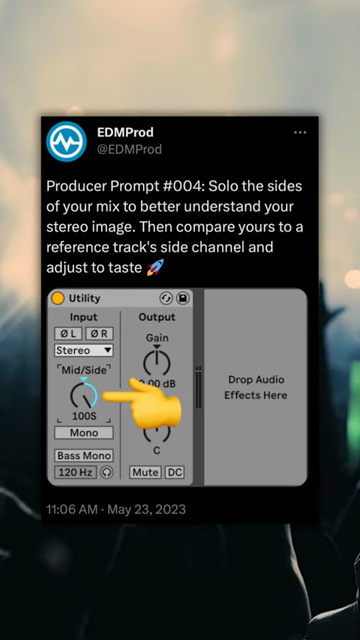 EDMProd
@EDMProd
Producer Prompt #004: Solo the sides
of your mix to better understand your
stereo image. Then compare yours to a
reference track's side channel and
adjust to taste 🚀
Utility
Input
Output
Ø L
Ø R
Gain
Stereo
Mid/Side
.00 dB
100S
Mono
C
Bass Mono
120 Hz
Mute
DC
Drop Audio
Effects Here
11:06 AM · May 23, 2023